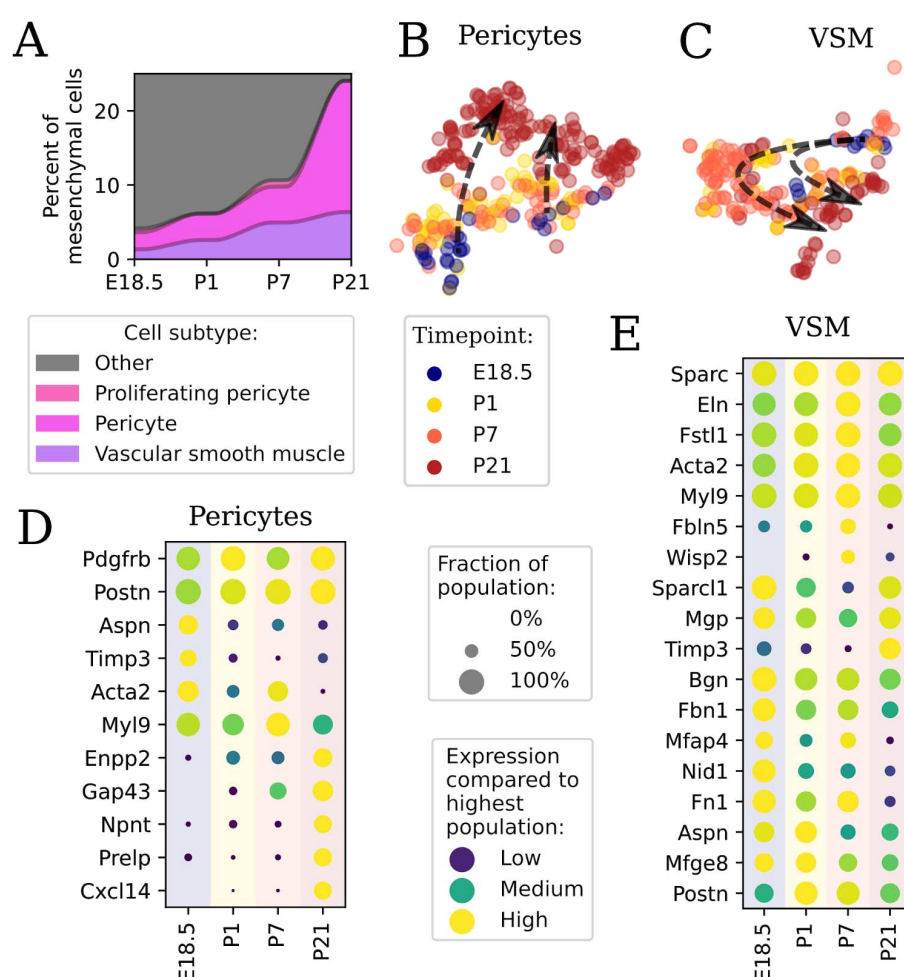 A
Percent of
mesenchymal cells
20
10
0
E18.5 P1 P7 P21
B
Pericytes
C
VSM
Cell subtype:
Other
Proliferating pericyte
Pericyte
Vascular smooth muscle
Timepoint:
E18.5
P1
P7
P21
D
Pericytes
Pdgfrb
Postn
Aspn
Timp3
Acta2
Myl9
Enpp2
Gap43
Npnt
Prelp
Cxcl14
E18.5 P1 P7 P21
Fraction of
population:
0%
50%
100%
Expression
compared to
highest
population:
Low
Medium
High
E
VSM
Sparc
Eln
Fstl1
Acta2
Myl9
Fbln5
Wisp2
Sparcl1
Mgp
Timp3
Bgn
Fbn1
Mfap4
Nid1
Fn1
Aspn
Mfge8
Postn
E18.5 P1 P7 P21